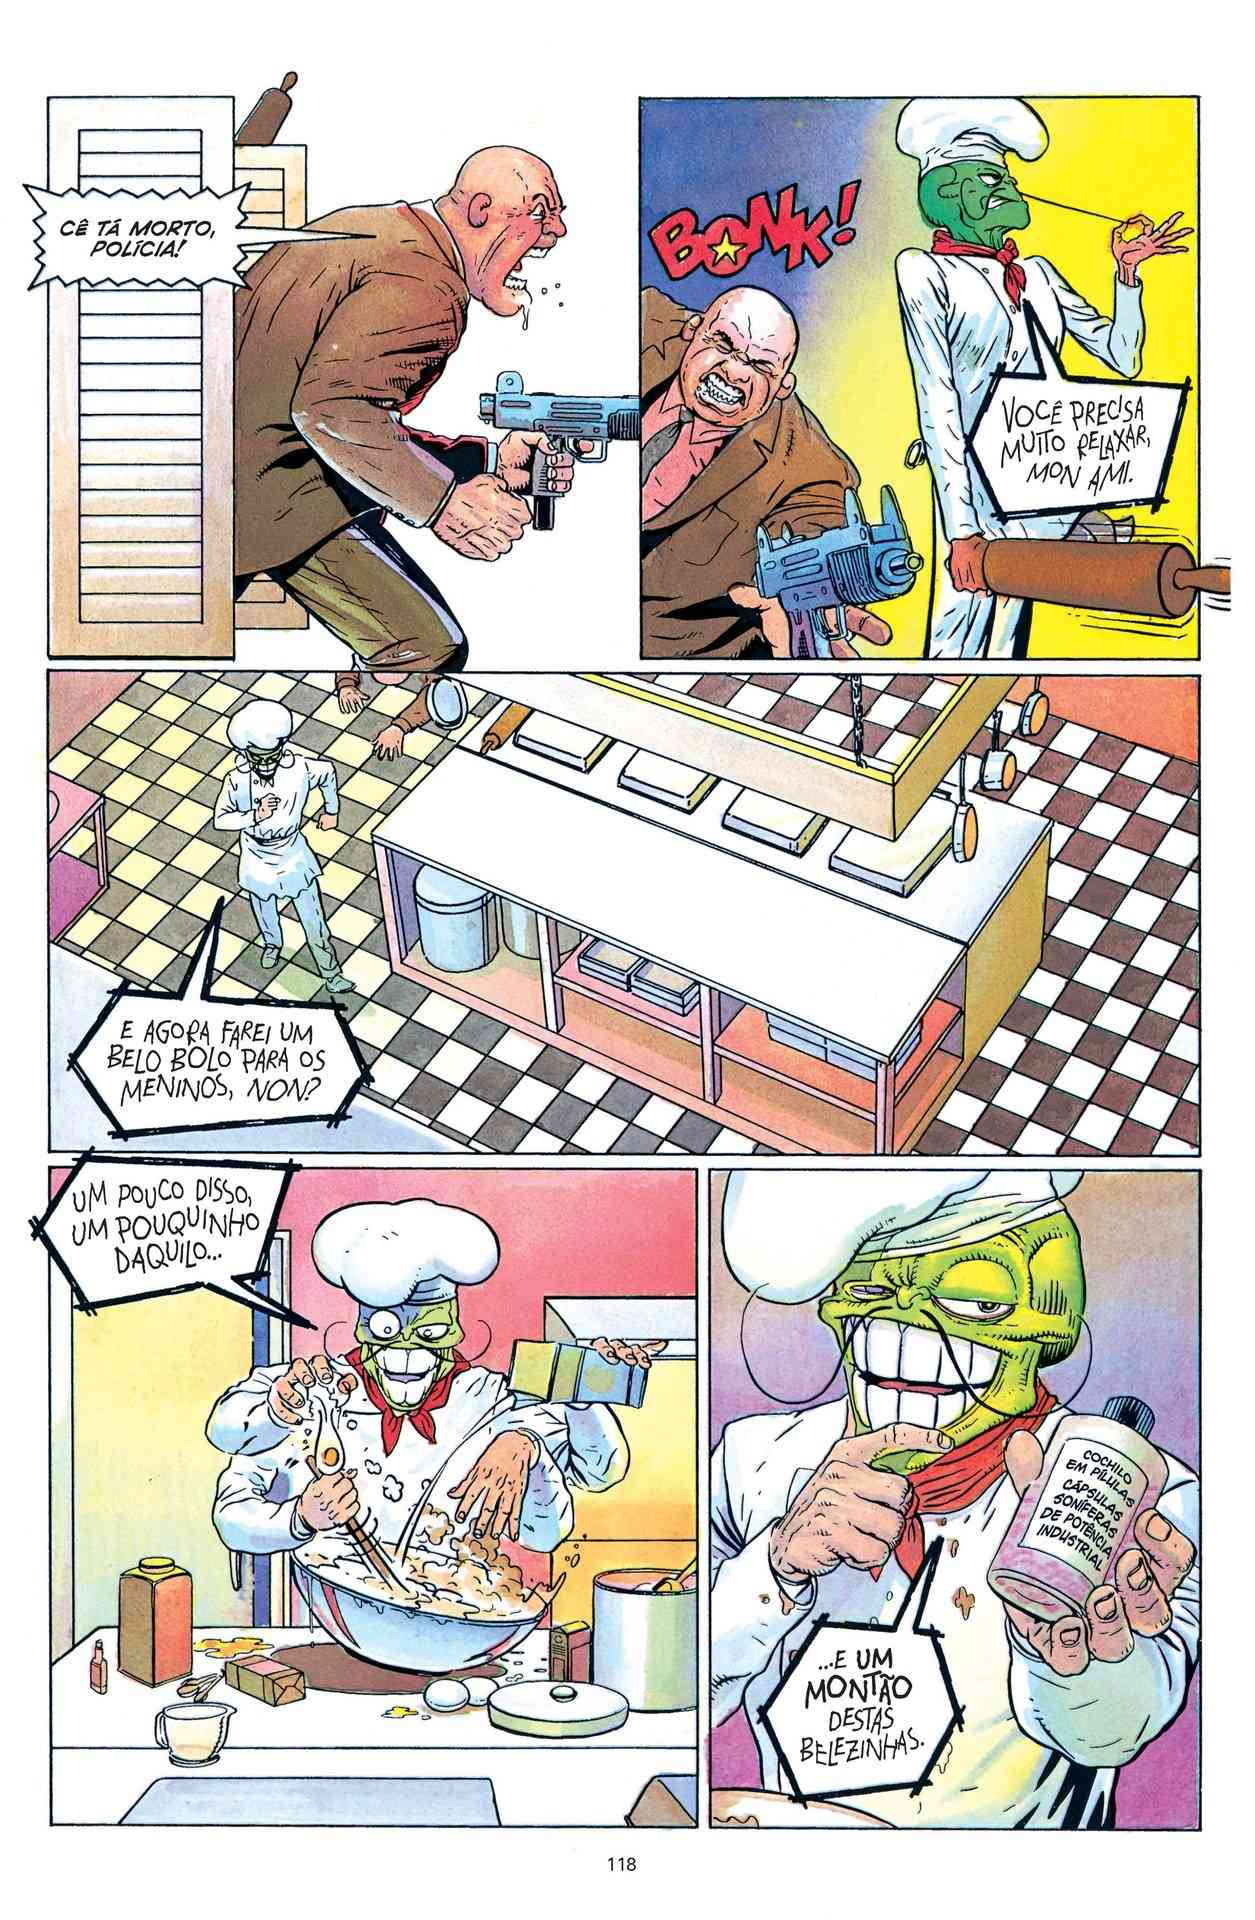 CÊ TÁ MORTO,
POLÍCIA!
BONK!
VOCÊ PRECISA
MUITO RELAXAR,
MON AMI.
E AGORA FAREI UM
BELO BOLO PARA OS
MENINOS, NON?
UM POUCO DISSO,
UM POUQUINHO
DAQUILO...
COCHILO
EM PÍLULAS
CÁPSULAS
SONÍFERAS
DE POTÊNCIA
INDUSTRIAL
...E UM
MONTÃO
DESTAS
BELEZINHAS.
118